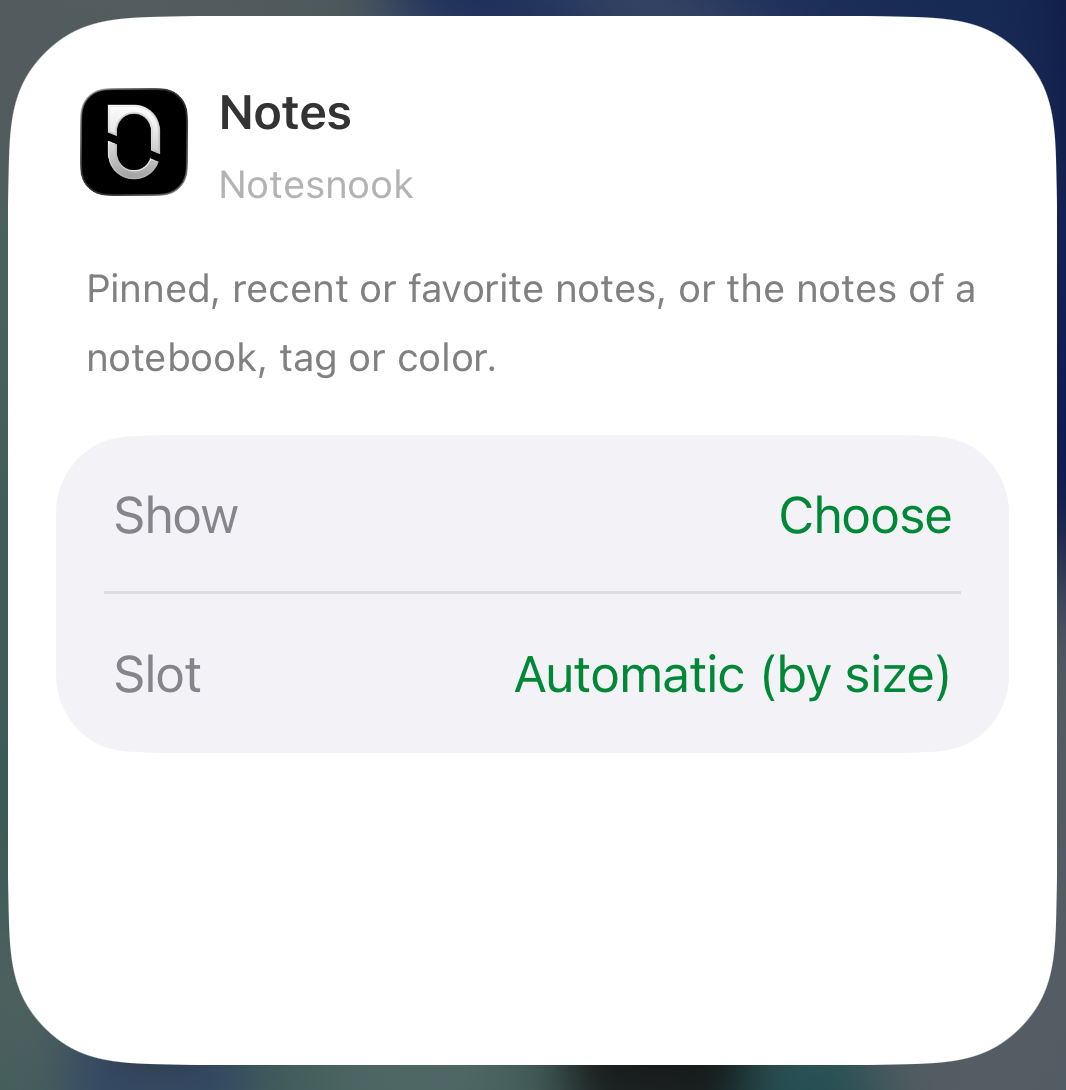 Notes
Notesnook
Pinned, recent or favorite notes, or the notes of a
notebook, tag or color.
Show
Choose
Slot
Automatic (by size)